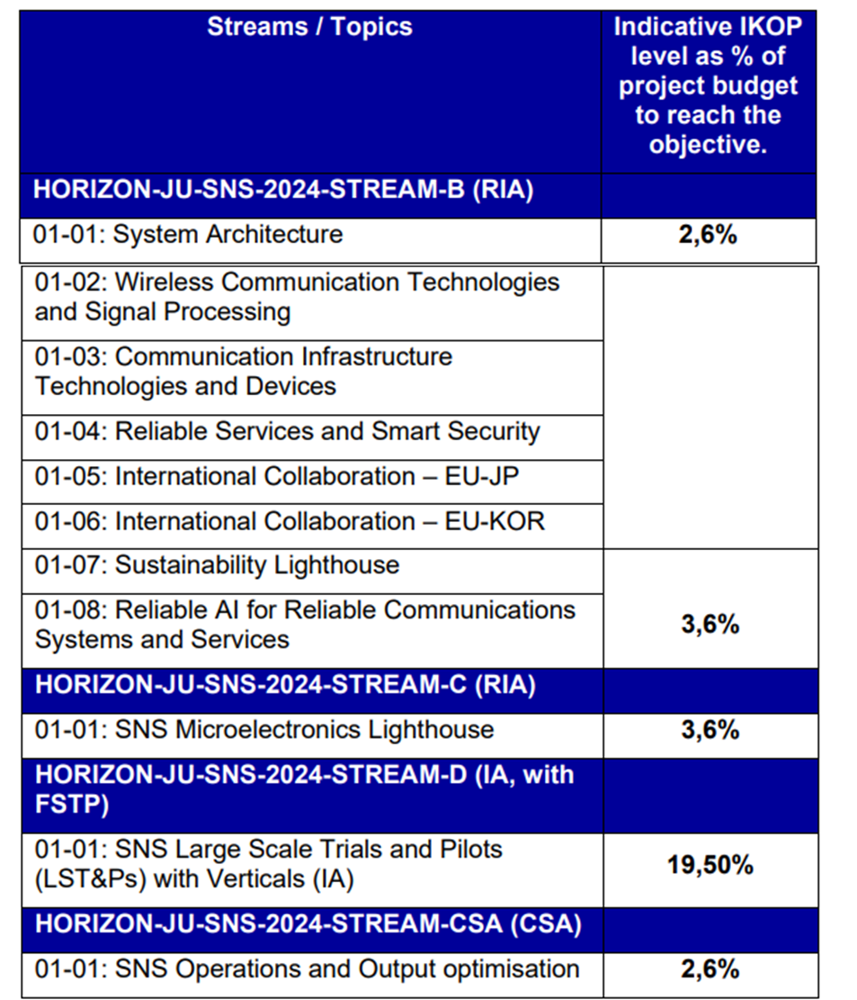 Streams / Topics
Indicative IKOP
level as % of
project budget
to reach the
objective.
HORIZON-JU-SNS-2024-STREAM-B (RIA)
01-01: System Architecture
2,6%
01-02: Wireless Communication Technologies
and Signal Processing
01-03: Communication Infrastructure
Technologies and Devices
01-04: Reliable Services and Smart Security
01-05: International Collaboration – EU-JP
01-06: International Collaboration – EU-KOR
01-07: Sustainability Lighthouse
01-08: Reliable AI for Reliable Communications
Systems and Services
3,6%
HORIZON-JU-SNS-2024-STREAM-C (RIA)
01-01: SNS Microelectronics Lighthouse
3,6%
HORIZON-JU-SNS-2024-STREAM-D (IA, with
FSTP)
01-01: SNS Large Scale Trials and Pilots
(LST&Ps) with Verticals (IA)
19,50%
HORIZON-JU-SNS-2024-STREAM-CSA (CSA)
01-01: SNS Operations and Output optimisation
2,6%